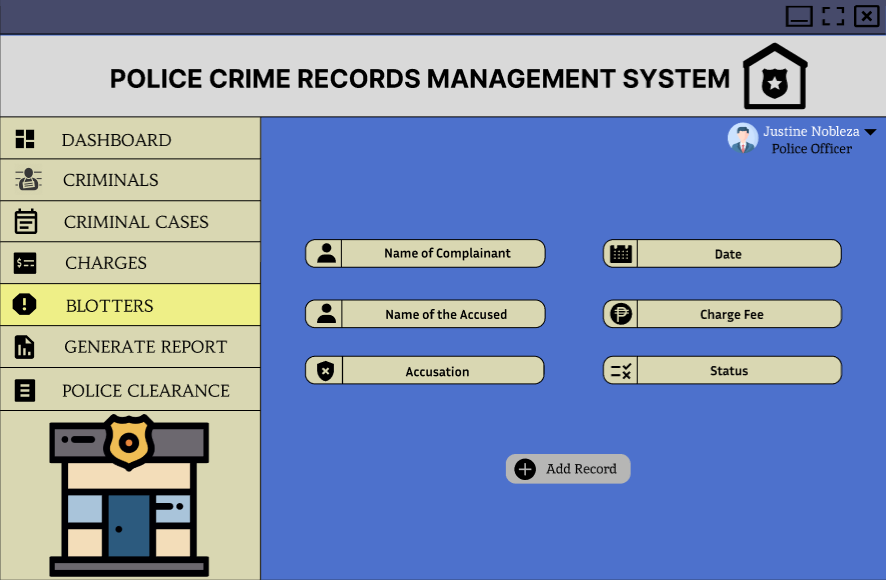 POLICE CRIME RECORDS MANAGEMENT SYSTEM
Justine Nobleza
Police Officer
DASHBOARD
CRIMINALS
CRIMINAL CASES
CHARGES
BLOTTERS
GENERATE REPORT
POLICE CLEARANCE
Name of Complainant
Date
Name of the Accused
Charge Fee
Accusation
Status
Add Record